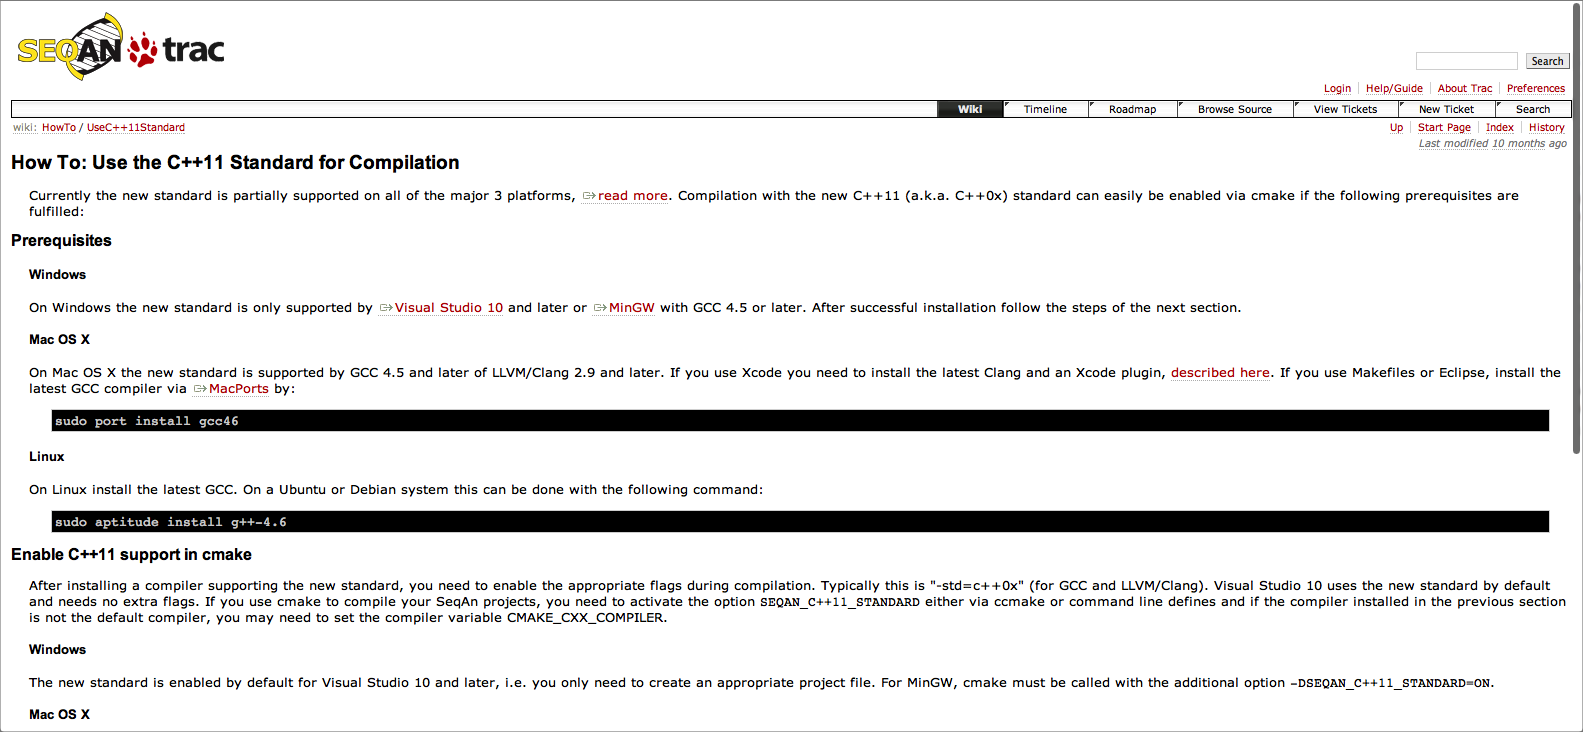 SEQAN trac
Search
Login Help/Guide About Trac Preferences
Wiki Timeline Roadmap Browse Source View Tickets New Ticket Search
wiki: HowTo / UseC++11Standard
Up Start Page Index History
Last modified 10 months ago
How To: Use the C++11 Standard for Compilation
Currently the new standard is partially supported on all of the major 3 platforms, read more. Compilation with the new C++11 (a.k.a. C++0x) standard can easily be enabled via cmake if the following prerequisites are
fulfilled:
Prerequisites
Windows
On Windows the new standard is only supported by Visual Studio 10 and later or MinGW with GCC 4.5 or later. After successful installation follow the steps of the next section.
Mac OS X
On Mac OS X the new standard is supported by GCC 4.5 and later of LLVM/Clang 2.9 and later. If you use Xcode you need to install the latest Clang and an Xcode plugin, described here. If you use Makefiles or Eclipse, install the
latest GCC compiler via MacPorts by:
sudo port install gcc46
Linux
On Linux install the latest GCC. On a Ubuntu or Debian system this can be done with the following command:
sudo aptitude install g++-4.6
Enable C++11 support in cmake
After installing a compiler supporting the new standard, you need to enable the appropriate flags during compilation. Typically this is "-std=c++0x" (for GCC and LLVM/Clang). Visual Studio 10 uses the new standard by default
and needs no extra flags. If you use cmake to compile your SeqAn projects, you need to activate the option SEQAN_C++11_STANDARD either via ccmake or command line defines and if the compiler installed in the previous section
is not the default compiler, you may need to set the compiler variable CMAKE_CXX_COMPILER.
Windows
The new standard is enabled by default for Visual Studio 10 and later, i.e. you only need to create an appropriate project file. For MinGW, cmake must be called with the additional option -DSEQAN_C++11_STANDARD=ON.
Mac OS X